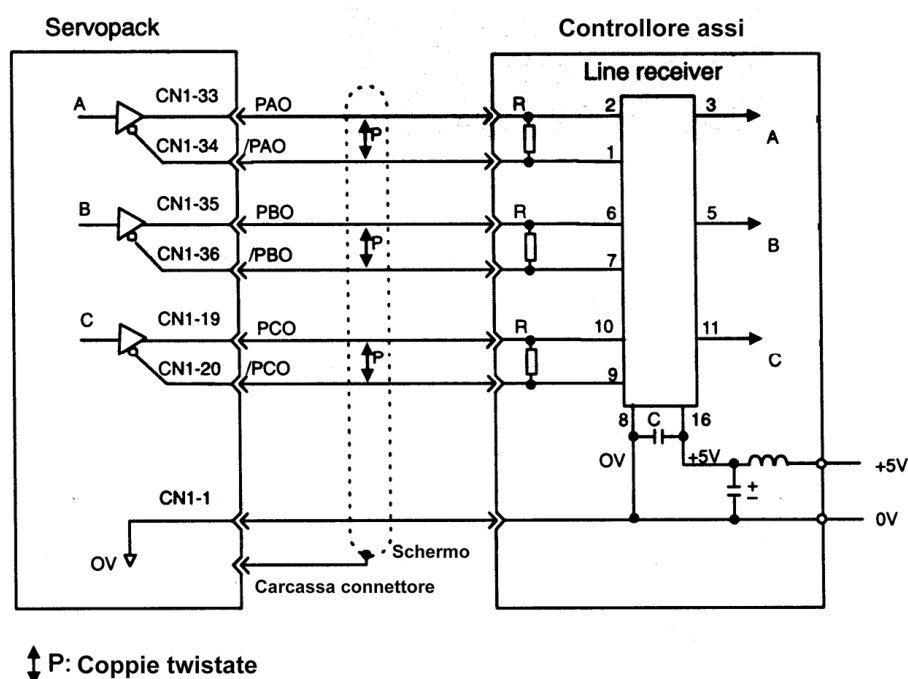 Servopack
Controllore assi
Line receiver
A
CN1-33
PAO
R
2
3
A
P
CN1-34
/PAO
1
B
CN1-35
PBO
R
6
5
B
P
CN1-36
/PBO
7
C
CN1-19
PCO
R
10
11
C
P
CN1-20
/PCO
9
8
C
16
OV
+5V
+5V
+
−
CN1-1
0V
OV
Schermo
Carcassa connettore
P: Coppie twistate